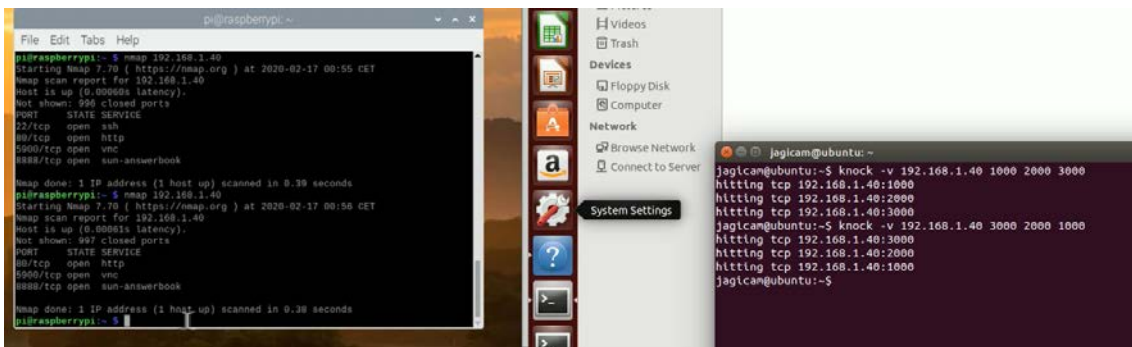 pi@raspberrypi: ~
File Edit Tabs Help
pi@raspberrypi:~ $ nmap 192.168.1.40
Starting Nmap 7.70 ( https://nmap.org ) at 2020-02-17 00:55 CET
Nmap scan report for 192.168.1.40
Host is up (0.00060s latency).
Not shown: 996 closed ports
PORT STATE SERVICE
22/tcp open ssh
80/tcp open http
5900/tcp open vnc
8888/tcp open sun-answerbook
Nmap done: 1 IP address (1 host up) scanned in 0.39 seconds
pi@raspberrypi:~ $ nmap 192.168.1.40
Starting Nmap 7.70 ( https://nmap.org ) at 2020-02-17 00:56 CET
Nmap scan report for 192.168.1.40
Host is up (0.00061s latency).
Not shown: 997 closed ports
PORT STATE SERVICE
80/tcp open http
5900/tcp open vnc
8888/tcp open sun-answerbook
Nmap done: 1 IP address (1 host up) scanned in 0.38 seconds
pi@raspberrypi:~ $
Videos
Trash
Devices
Floppy Disk
Computer
Network
Browse Network
Connect to Server
System Settings
jagicam@ubuntu: ~
jagicam@ubuntu:~$ knock -v 192.168.1.40 1000 2000 3000
hitting tcp 192.168.1.40:1000
hitting tcp 192.168.1.40:2000
hitting tcp 192.168.1.40:3000
jagicam@ubuntu:~$ knock -v 192.168.1.40 3000 2000 1000
hitting tcp 192.168.1.40:3000
hitting tcp 192.168.1.40:2000
hitting tcp 192.168.1.40:1000
jagicam@ubuntu:~$